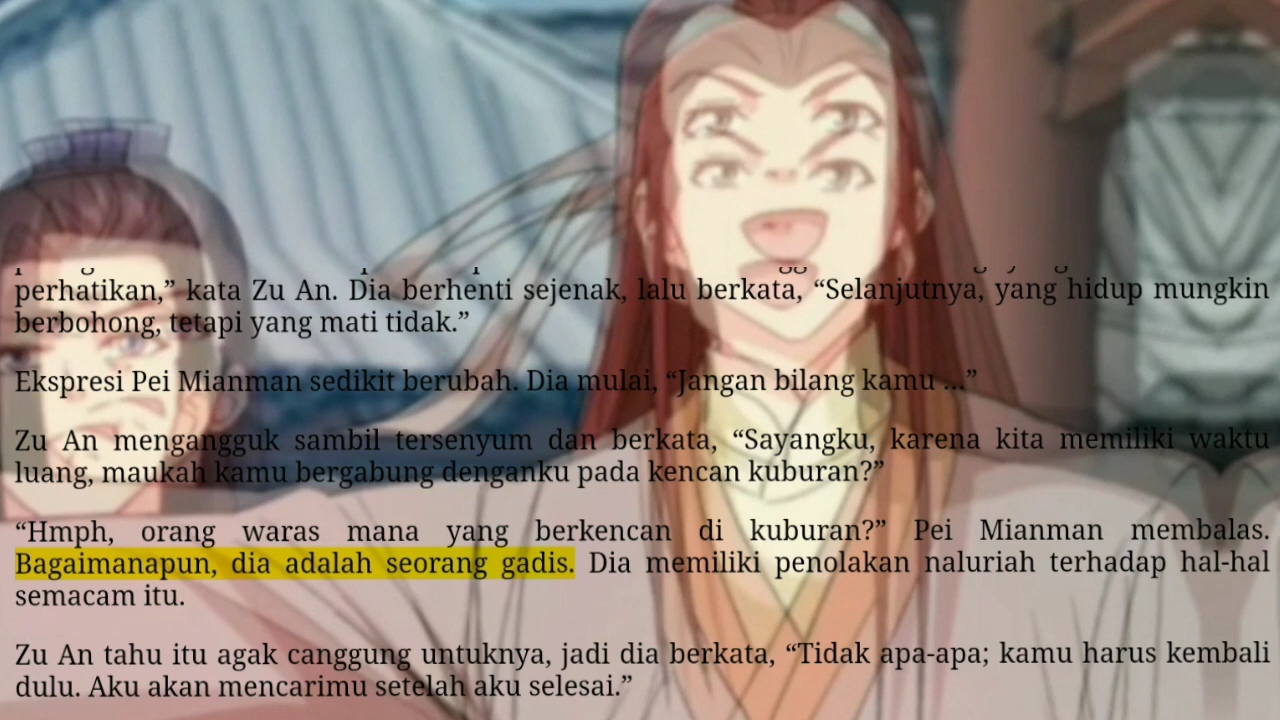 perhatikan,” kata Zu An. Dia berhenti sejenak, lalu berkata, “Selanjutnya, yang hidup mungkin
berbohong, tetapi yang mati tidak.”
Ekspresi Pei Mianman sedikit berubah. Dia mulai, “Jangan bilang kamu ...”
Zu An mengangguk sambil tersenyum dan berkata, “Sayangku, karena kita memiliki waktu
luang, maukah kamu bergabung denganku pada kencan kuburan?”
“Hmph, orang waras mana yang berkencan di kuburan?” Pei Mianman membalas.
Bagaimanapun, dia adalah seorang gadis. Dia memiliki penolakan naluriah terhadap hal-hal
semacam itu.
Zu An tahu itu agak canggung untuknya, jadi dia berkata, “Tidak apa-apa; kamu harus kembali
dulu. Aku akan mencarimu setelah aku selesai.”